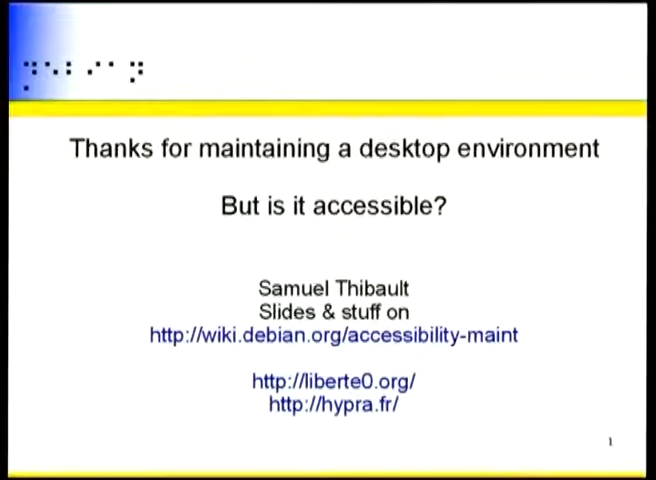 ⡙⠑⠃⠊⠁⠝
Thanks for maintaining a desktop environment
But is it accessible?
Samuel Thibault
Slides & stuff on
http://wiki.debian.org/accessibility-maint
http://liberte0.org/
http://hypra.fr/
1